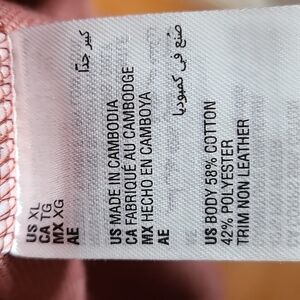 US XL
CA TG
MX XG
AE كبير جدًا
US MADE IN CAMBODIA
CA FABRIQUÉ AU CAMBODGE
MX HECHO EN CAMBOYA
AE صنع في كمبوديا
US BODY 58% COTTON
42% POLYESTER
TRIM NON LEATHER